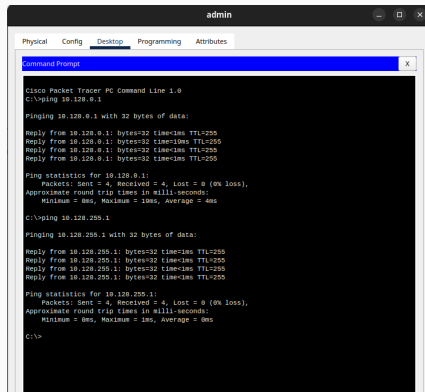 admin
Physical Config Desktop Programming Attributes
Command Prompt X
Cisco Packet Tracer PC Command Line 1.0
C:\>ping 10.128.0.1
Pinging 10.128.0.1 with 32 bytes of data:
Reply from 10.128.0.1: bytes=32 time<1ms TTL=255
Reply from 10.128.0.1: bytes=32 time=19ms TTL=255
Reply from 10.128.0.1: bytes=32 time<1ms TTL=255
Reply from 10.128.0.1: bytes=32 time=1ms TTL=255
Ping statistics for 10.128.0.1:
Packets: Sent = 4, Received = 4, Lost = 0 (0% loss),
Approximate round trip times in milli-seconds:
Minimum = 0ms, Maximum = 19ms, Average = 4ms
C:\>ping 10.128.255.1
Pinging 10.128.255.1 with 32 bytes of data:
Reply from 10.128.255.1: bytes=32 time=1ms TTL=255
Reply from 10.128.255.1: bytes=32 time<1ms TTL=255
Reply from 10.128.255.1: bytes=32 time<1ms TTL=255
Reply from 10.128.255.1: bytes=32 time<1ms TTL=255
Ping statistics for 10.128.255.1:
Packets: Sent = 4, Received = 4, Lost = 0 (0% loss),
Approximate round trip times in milli-seconds:
Minimum = 0ms, Maximum = 1ms, Average = 0ms
C:\>